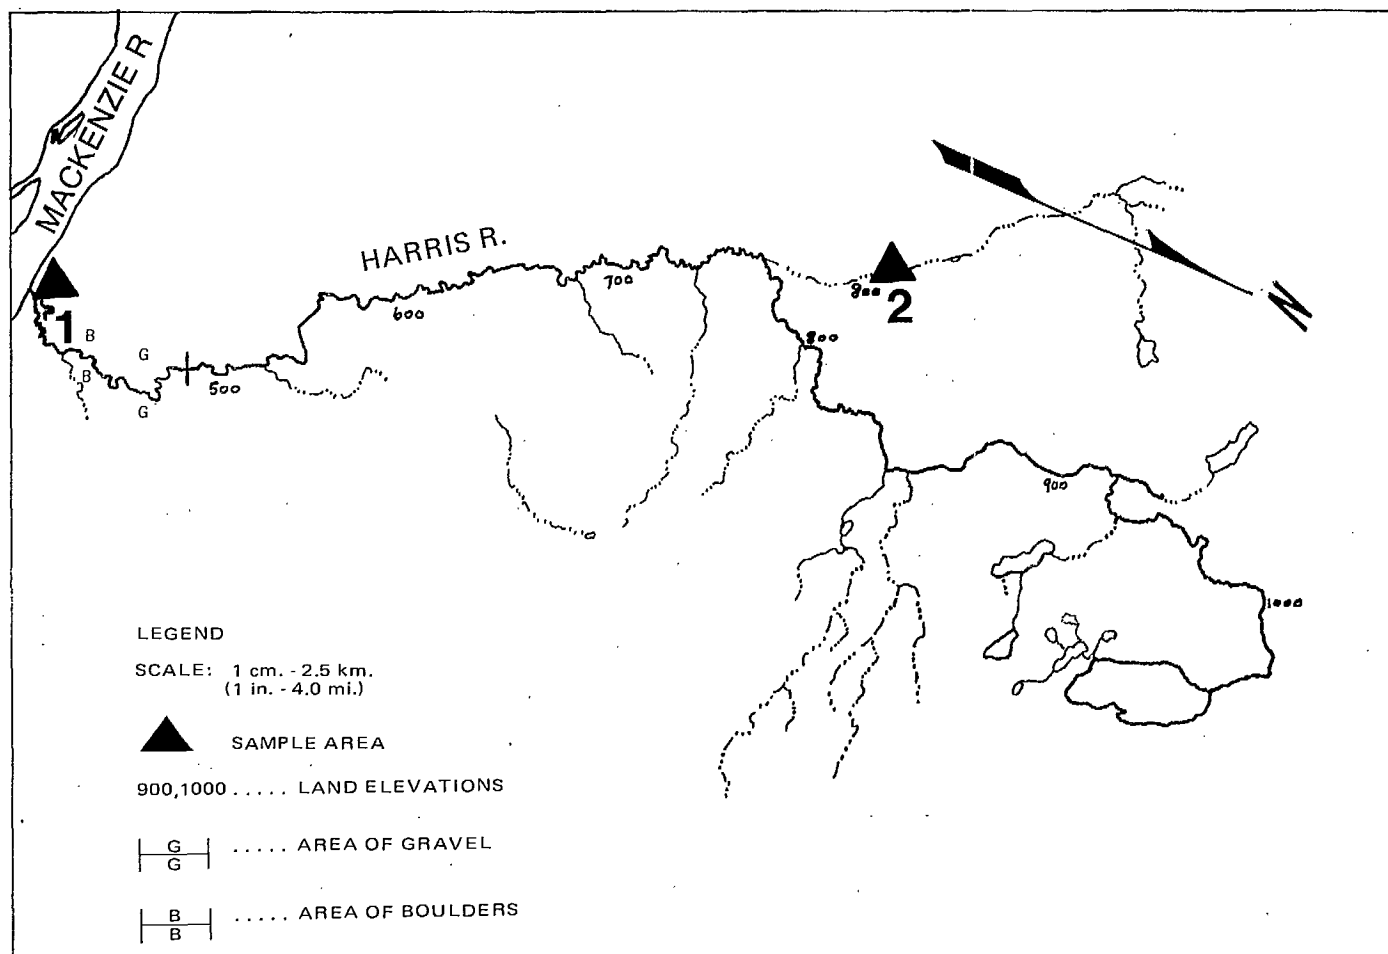 MACKENZIE R
HARRIS R.
1
B
B
G
G
500
600
700
800
800
2
N
900
1000
LEGEND
SCALE: 1 cm. - 2.5 km.
(1 in. - 4.0 mi.)
SAMPLE AREA
900,1000 ..... LAND ELEVATIONS
G
G
..... AREA OF GRAVEL
B
B
..... AREA OF BOULDERS